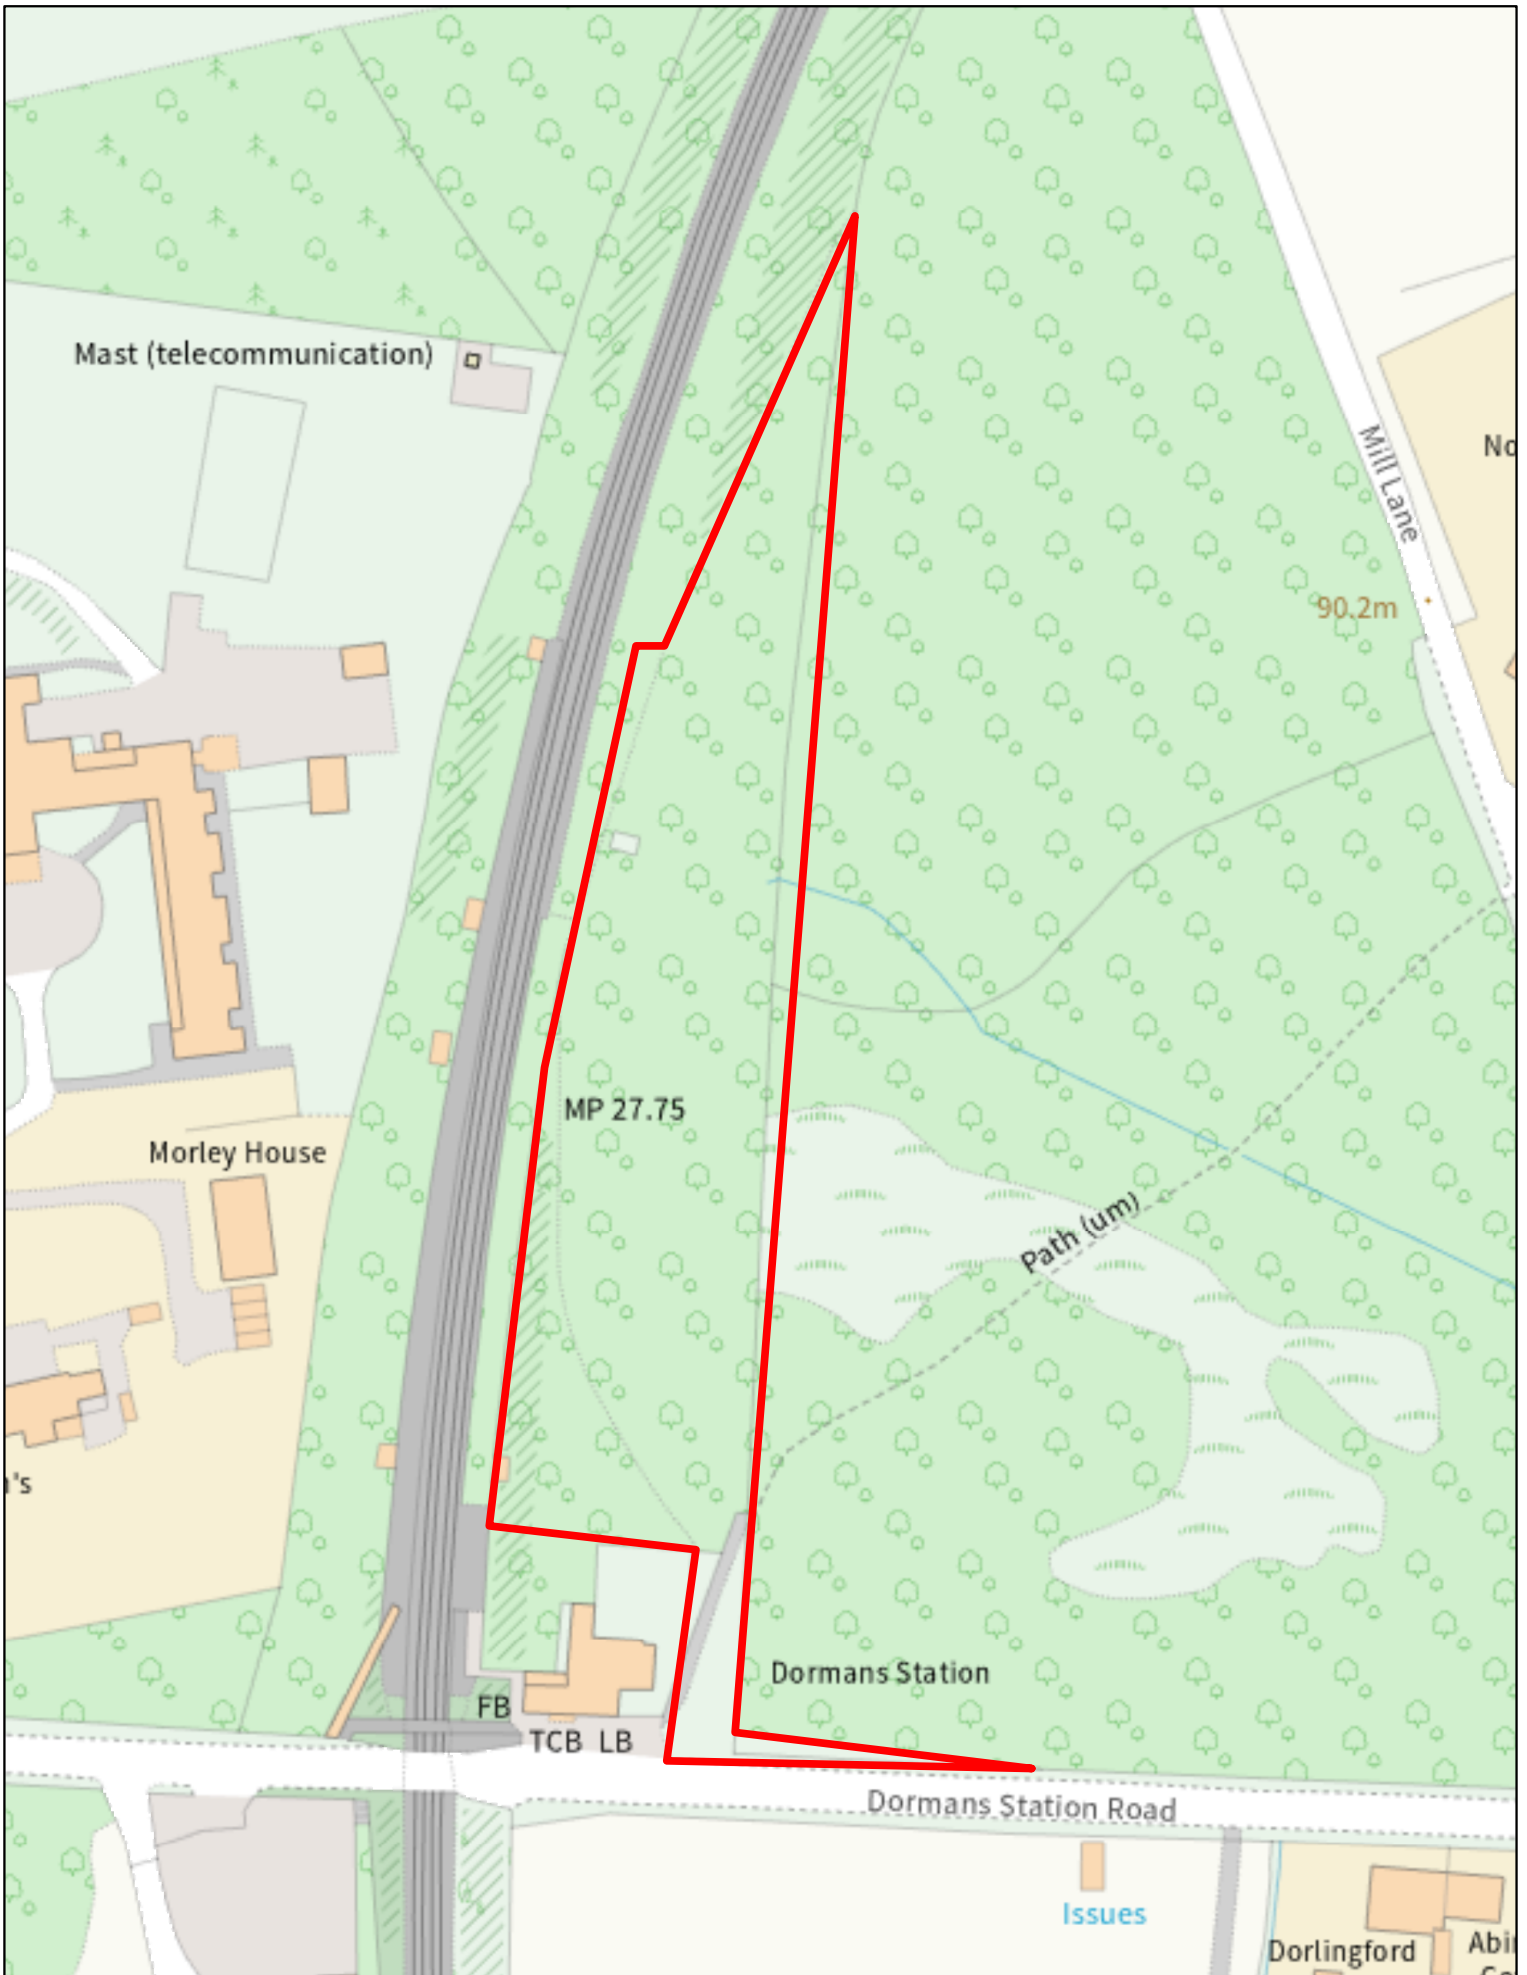 Mast (telecommunication)
No
Mill Lane
90.2m
MP 27.75
Morley House
Path (um)
's
Dormans Station
FB
TCB LB
Dormans Station Road
Issues
Dorlingford
Abi